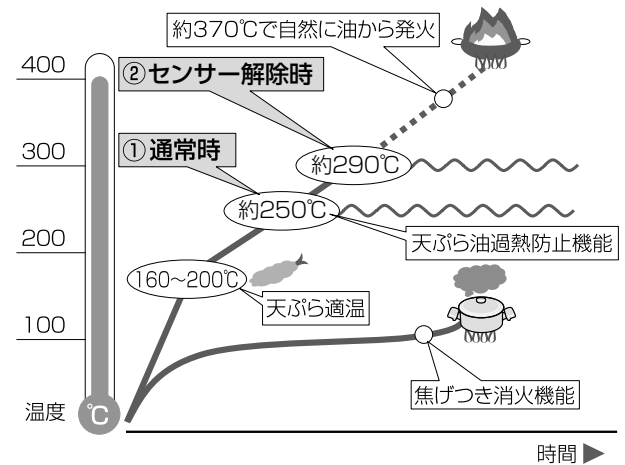 約370℃で自然に油から発火
400
②センサー解除時
300
①通常時
約290℃
約250℃
天ぷら油過熱防止機能
200
160～200℃
天ぷら適温
100
焦げつき消火機能
温度
℃
時間▶